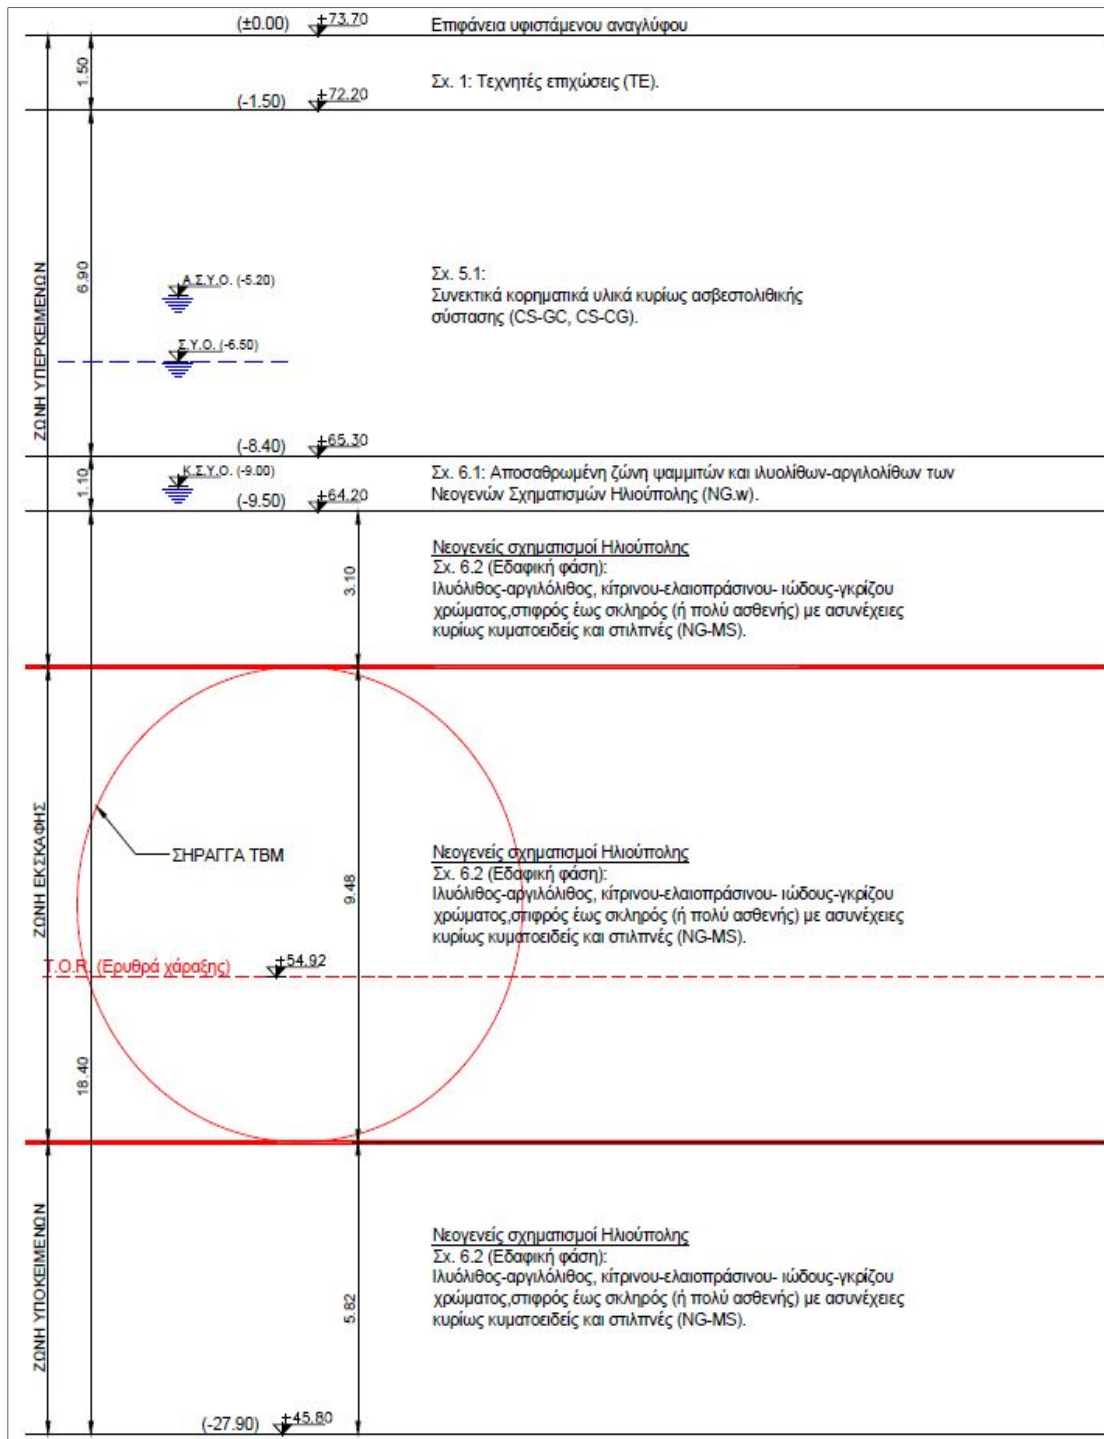 (±0.00) +73.70 Επιφάνεια υφιστάμενου αναγλύφου
1.50
Σχ. 1: Τεχνητές επιχώσεις (ΤΕ).
(-1.50) +72.20
ΖΩΝΗ ΥΠΕΡΚΕΙΜΕΝΩΝ
6.90
Α.Σ.Υ.Ο. (-5.20)
Σ.Υ.Ο. (-6.50)
Σχ. 5.1:
Συνεκτικά κορηματικά υλικά κυρίως ασβεστολιθικής
σύστασης (CS-GC, CS-CG).
(-8.40) +65.30
1.10
Κ.Σ.Υ.Ο. (-9.00)
Σχ. 6.1: Αποσαθρωμένη ζώνη ψαμμιτών και ιλυολίθων-αργιλολίθων των
Νεογενών Σχηματισμών Ηλιούπολης (NG.w).
(-9.50) +64.20
3.10
Νεογενείς σχηματισμοί Ηλιούπολης
Σχ. 6.2 (Εδαφική φάση):
Ιλυόλιθος-αργιλόλιθος, κίτρινου-ελαιοπράσινου- ιώδους-γκρίζου
χρώματος,στιφρός έως σκληρός (ή πολύ ασθενής) με ασυνέχειες
κυρίως κυματοειδείς και στιλπνές (NG-MS).
ΖΩΝΗ ΕΚΣΚΑΦΗΣ
ΣΗΡΑΓΓΑ ΤΒΜ
9.48
Νεογενείς σχηματισμοί Ηλιούπολης
Σχ. 6.2 (Εδαφική φάση):
Ιλυόλιθος-αργιλόλιθος, κίτρινου-ελαιοπράσινου- ιώδους-γκρίζου
χρώματος,στιφρός έως σκληρός (ή πολύ ασθενής) με ασυνέχειες
κυρίως κυματοειδείς και στιλπνές (NG-MS).
T.O.R. (Ερυθρά χάραξης) +54.92
18.40
ΖΩΝΗ ΥΠΟΚΕΙΜΕΝΩΝ
5.82
Νεογενείς σχηματισμοί Ηλιούπολης
Σχ. 6.2 (Εδαφική φάση):
Ιλυόλιθος-αργιλόλιθος, κίτρινου-ελαιοπράσινου- ιώδους-γκρίζου
χρώματος,στιφρός έως σκληρός (ή πολύ ασθενής) με ασυνέχειες
κυρίως κυματοειδείς και στιλπνές (NG-MS).
(-27.90) +45.80